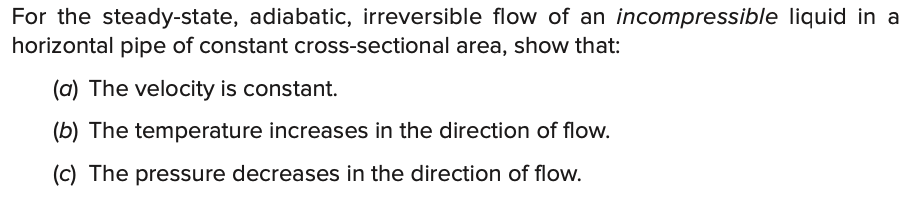 For the steady-state, adiabatic, irreversible flow of an incompressible liquid in a
horizontal pipe of constant cross-sectional area, show that:
(a) The velocity is constant.
(b) The temperature increases in the direction of flow.
(c) The pressure decreases in the direction of flow.